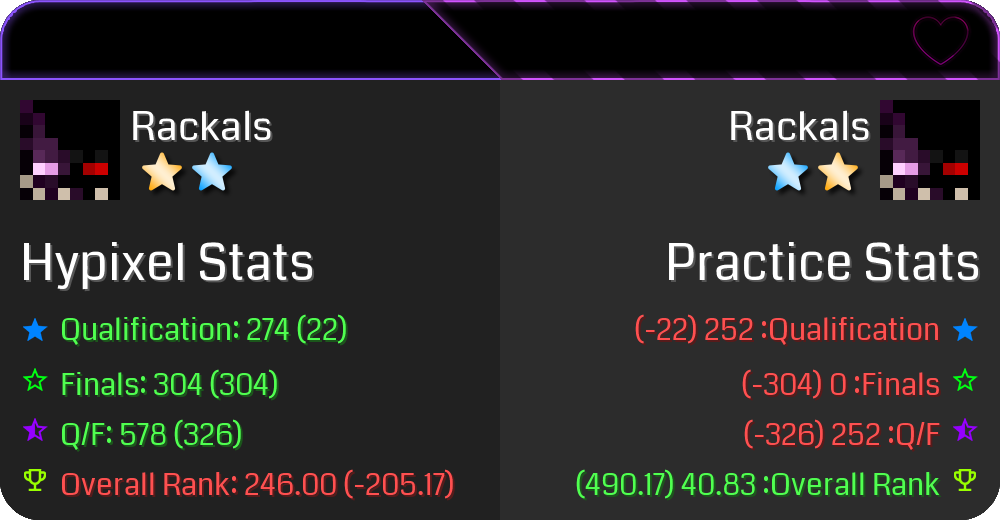 Rackals
Rackals
Hypixel Stats
Practice Stats
Qualification: 274 (22)
(-22) 252 :Qualification
Finals: 304 (304)
(-304) 0 :Finals
Q/F: 578 (326)
(-326) 252 :Q/F
Overall Rank: 246.00 (-205.17)
(490.17) 40.83 :Overall Rank